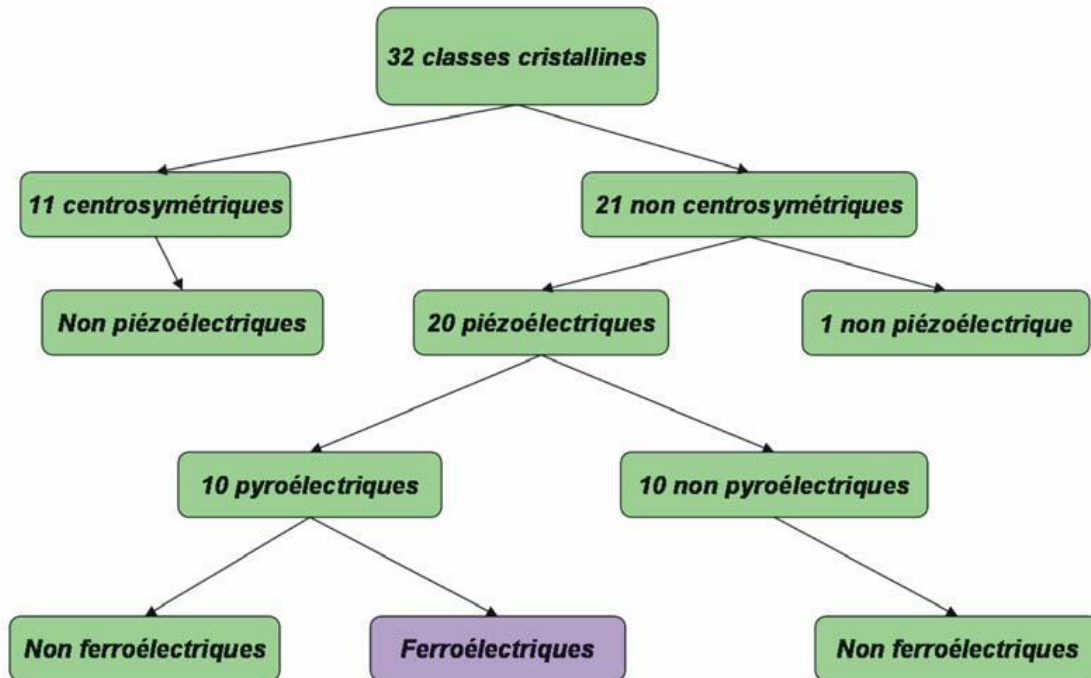 32 classes cristallines
11 centrosymétriques
21 non centrosymétriques
Non piézoélectriques
20 piézoélectriques
1 non piézoélectrique
10 pyroélectriques
10 non pyroélectriques
Non ferroélectriques
Ferroélectriques
Non ferroélectriques